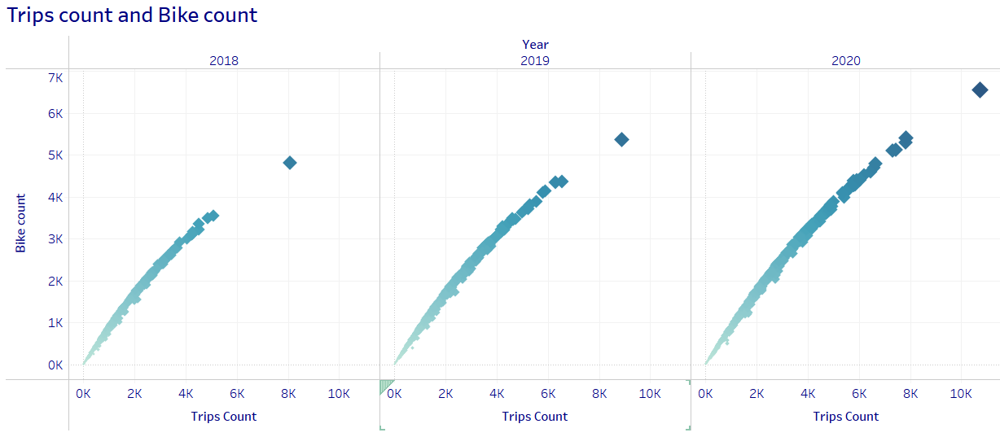 Trips count and Bike count
Year
2018 2019 2020
7K
6K
5K
4K
3K
2K
1K
0K
Bike count
0K 2K 4K 6K 8K 10K 0K 2K 4K 6K 8K 10K 0K 2K 4K 6K 8K 10K
Trips Count Trips Count Trips Count